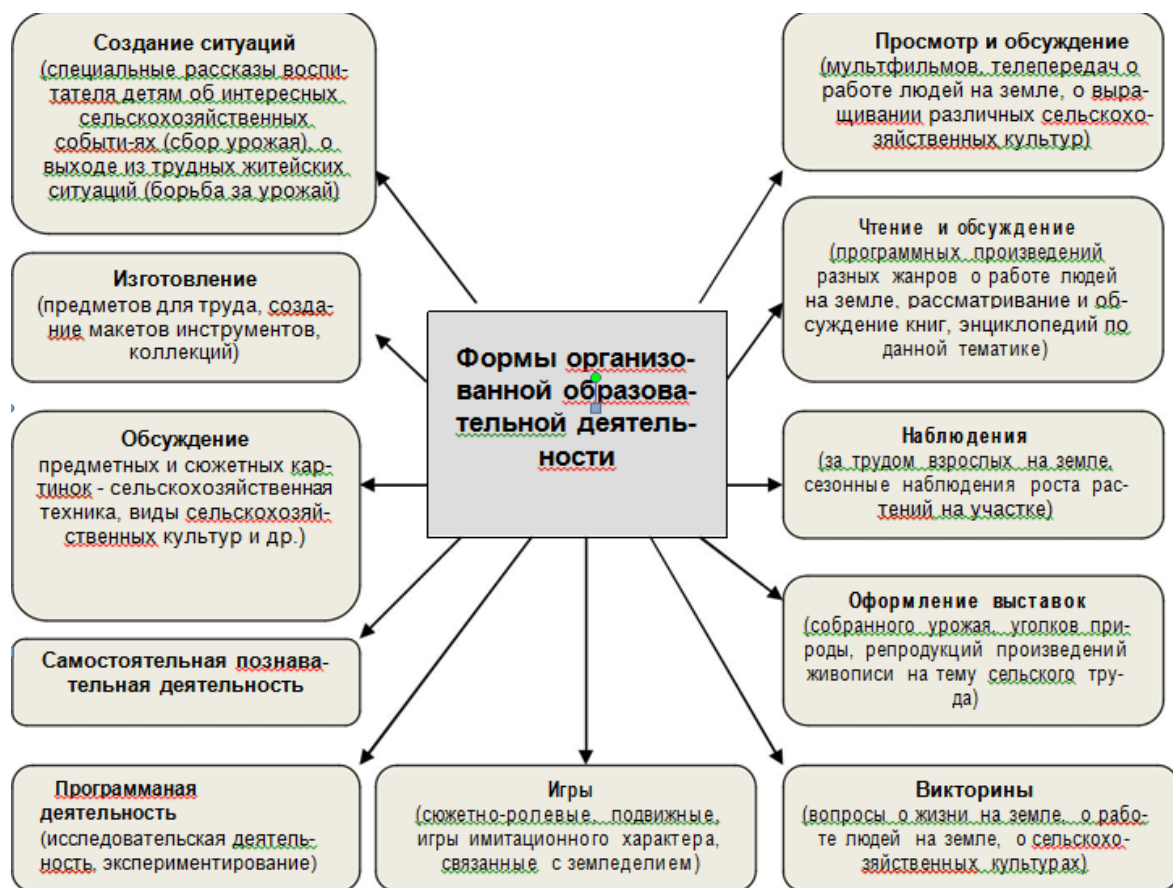 Создание ситуаций
(специальные рассказы воспи-
тателя детям об интересных
сельскохозяйственных
событи-ях (сбор урожая), о
выходе из трудных житейских
ситуаций (борьба за урожай)
Изготовление
(предметов для труда, созда-
ние макетов инструментов,
коллекций)
Обсуждение
предметных и сюжетных кар-
тинок - сельскохозяйственная
техника, виды сельскохозяй-
ственных культур и др.)
Самостоятельная познава-
тельная деятельность
Программаная
деятельность
(исследовательская деятель-
ность, экспериментирование)
Формы организо-
ванной образова-
тельной деятель-
ности
Игры
(сюжетно-ролевые, подвижные,
игры имитационного характера,
связанные с земледелием)
Просмотр и обсуждение
(мультфильмов, телепередач о
работе людей на земле, о выра-
щивании различных сельскохо-
зяйственных культур)
Чтение и обсуждение
(программных произведений
разных жанров о работе людей
на земле, рассматривание и об-
суждение книг, энциклопедий по
данной тематике)
Наблюдения
(за трудом взрослых на земле,
сезонные наблюдения роста рас-
тений на участке)
Оформление выставок
(собранного урожая, уголков при-
роды, репродукций произведений
живописи на тему сельского тру-
да)
Викторины
(вопросы о жизни на земле, о рабо-
те людей на земле, о сельскохо-
зяйственных культурах)